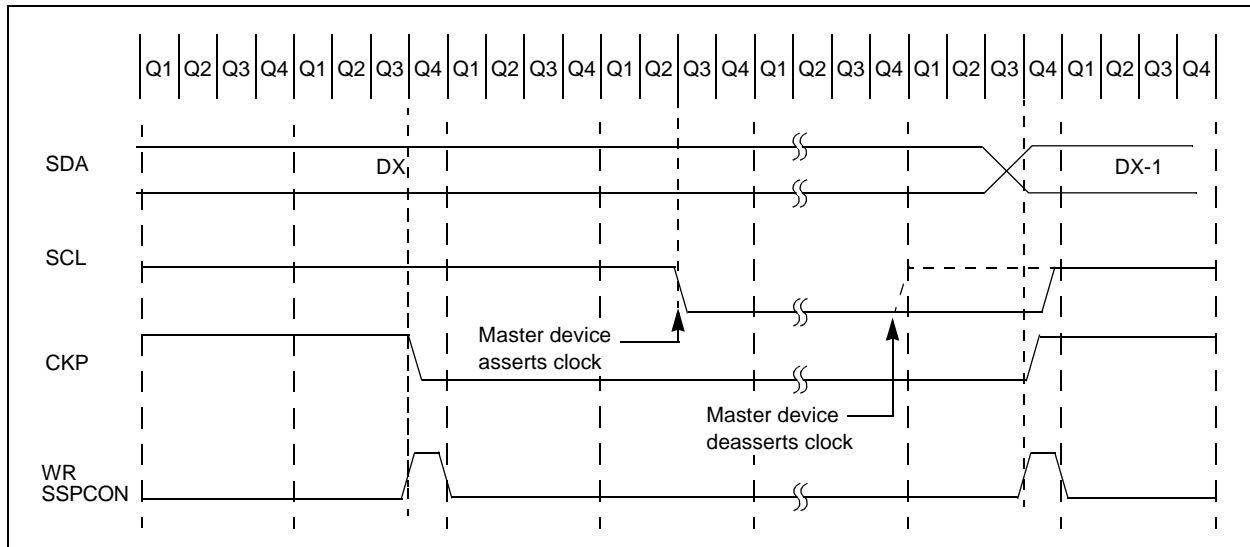 Q1 Q2 Q3 Q4 Q1 Q2 Q3 Q4 Q1 Q2 Q3 Q4 Q1 Q2 Q3 Q4 Q1 Q2 Q3 Q4 Q1 Q2 Q3 Q4 Q1 Q2 Q3 Q4
SDA
DX
DX-1
SCL
Master device
asserts clock
CKP
Master device
deasserts clock
WR
SSPCON